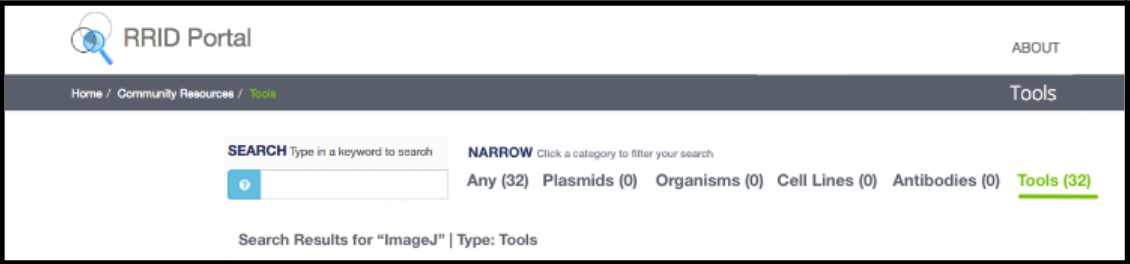 RRID Portal
ABOUT
Home / Community Resources / Tools
Tools
SEARCH Type in a keyword to search
NARROW Click a category to filter your search
?
Any (32) Plasmids (0) Organisms (0) Cell Lines (0) Antibodies (0) Tools (32)
Search Results for “ImageJ” | Type: Tools